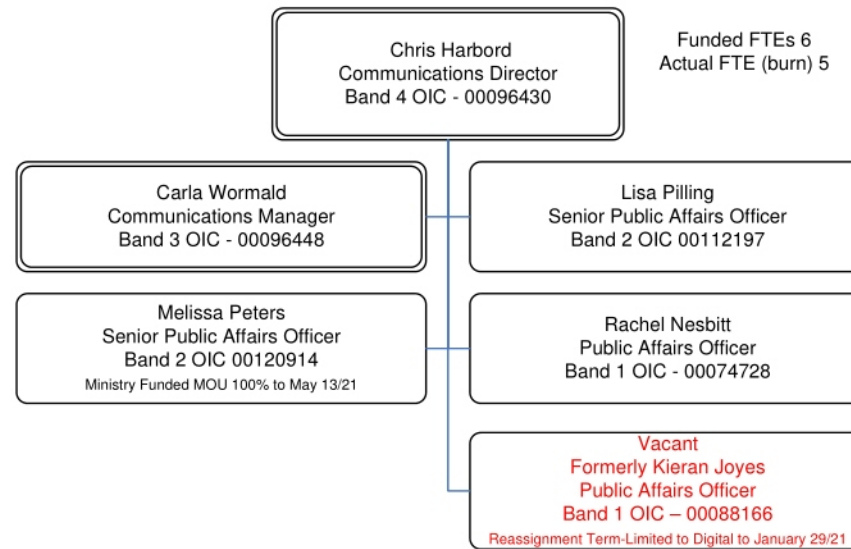 Chris Harbord
Communications Director
Band 4 OIC - 00096430
Funded FTEs 6
Actual FTE (burn) 5
Carla Wormald
Communications Manager
Band 3 OIC - 00096448
Lisa Pilling
Senior Public Affairs Officer
Band 2 OIC 00112197
Melissa Peters
Senior Public Affairs Officer
Band 2 OIC 00120914
Ministry Funded MOU 100% to May 13/21
Rachel Nesbitt
Public Affairs Officer
Band 1 OIC - 00074728
Vacant
Formerly Kieran Joyes
Public Affairs Officer
Band 1 OIC – 00088166
Reassignment Term-Limited to Digital to January 29/21